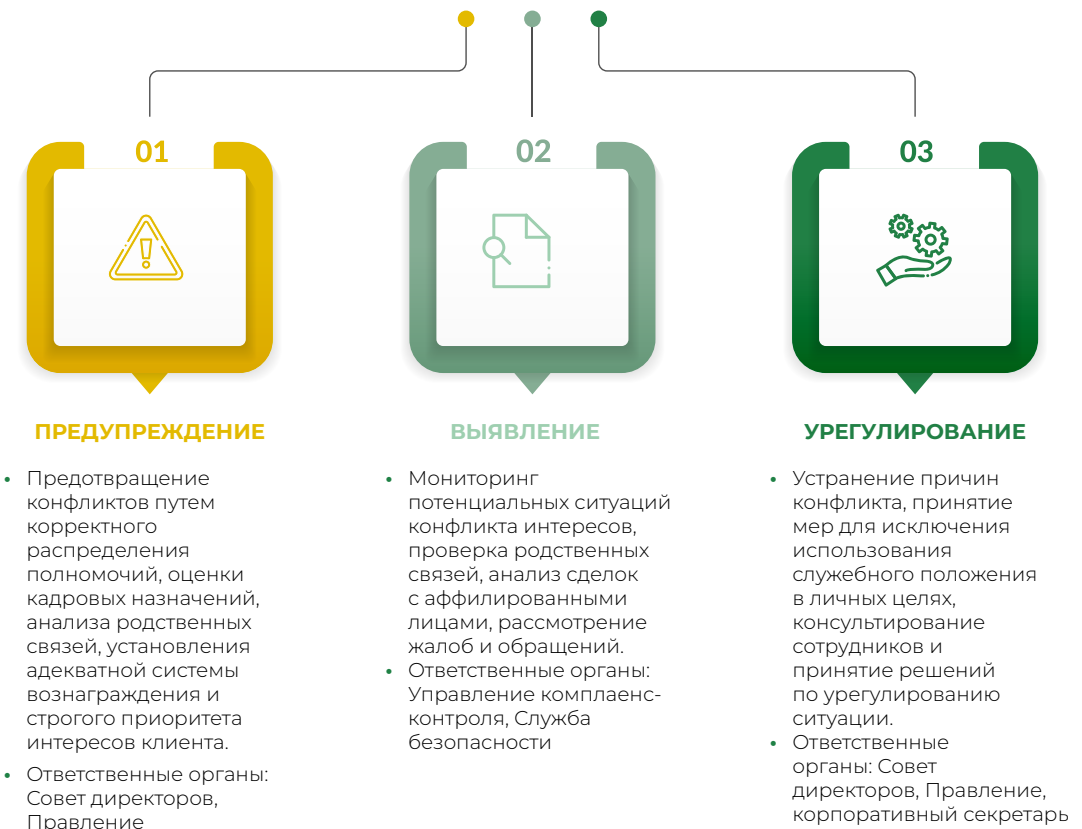 01
02
03
ПРЕДУПРЕЖДЕНИЕ
• Предотвращение
конфликтов путем
корректного
распределения
полномочий, оценки
кадровых назначений,
анализа родственных
связей, установления
адекватной системы
вознаграждения и
строгого приоритета
интересов клиента.
• Ответственные органы:
Совет директоров,
Правление
ВЫЯВЛЕНИЕ
• Мониторинг
потенциальных ситуаций
конфликта интересов,
проверка родственных
связей, анализ сделок
с аффилированными
лицами, рассмотрение
жалоб и обращений.
• Ответственные органы:
Управление комплаенс-
контроля, Служба
безопасности
УРЕГУЛИРОВАНИЕ
• Устранение причин
конфликта, принятие
мер для исключения
использования
служебного положения
в личных целях,
консультирование
сотрудников и
принятие решений
по урегулированию
ситуации.
• Ответственные
органы: Совет
директоров, Правление,
корпоративный секретарь